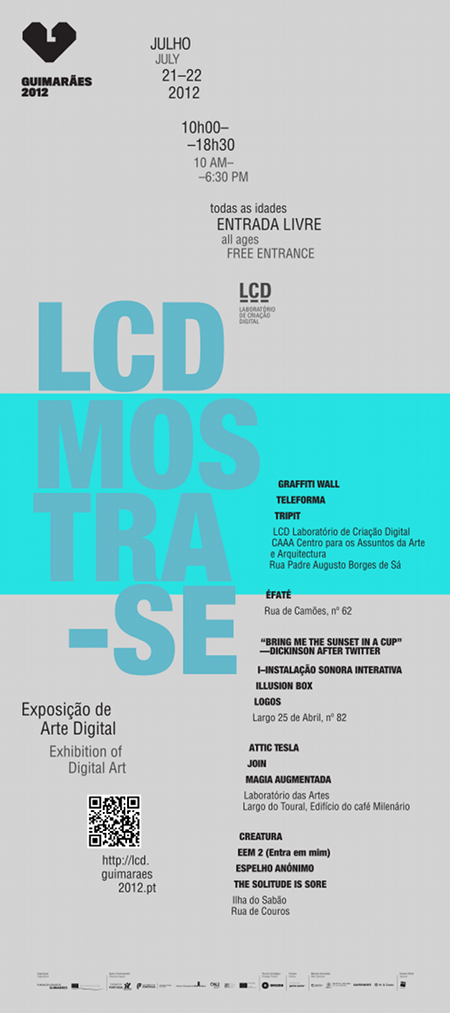 GUIMARÃES
2012
JULHO
JULY
21–22
2012
10h00–
–18h30
10 AM–
–6:30 PM
todas as idades
ENTRADA LIVRE
all ages
FREE ENTRANCE
LCD
LABORATÓRIO
DE CRIAÇÃO
DIGITAL
LCD
MOS
TRA
-SE
GRAFFITI WALL
TELEFORMA
TRIPIT
LCD Laboratório de Criação Digital
CAAA Centro para os Assuntos da Arte
e Arquitectura
Rua Padre Augusto Borges de Sá
ÉFATÉ
Rua de Camões, nº 62
“BRING ME THE SUNSET IN A CUP”
—DICKINSON AFTER TWITTER
I–INSTALAÇÃO SONORA INTERATIVA
ILLUSION BOX
LOGOS
Largo 25 de Abril, nº 82
ATTIC TESLA
JOIN
MAGIA AUGMENTADA
Laboratório das Artes
Largo do Toural, Edifício do café Milenário
CREATURA
EEM 2 (Entra em mim)
ESPELHO ANÓNIMO
THE SOLITUDE IS SORE
Ilha do Sabão
Rua de Couros
Exposição de
Arte Digital
Exhibition of
Digital Art
http://lcd.
guimaraes
2012.pt